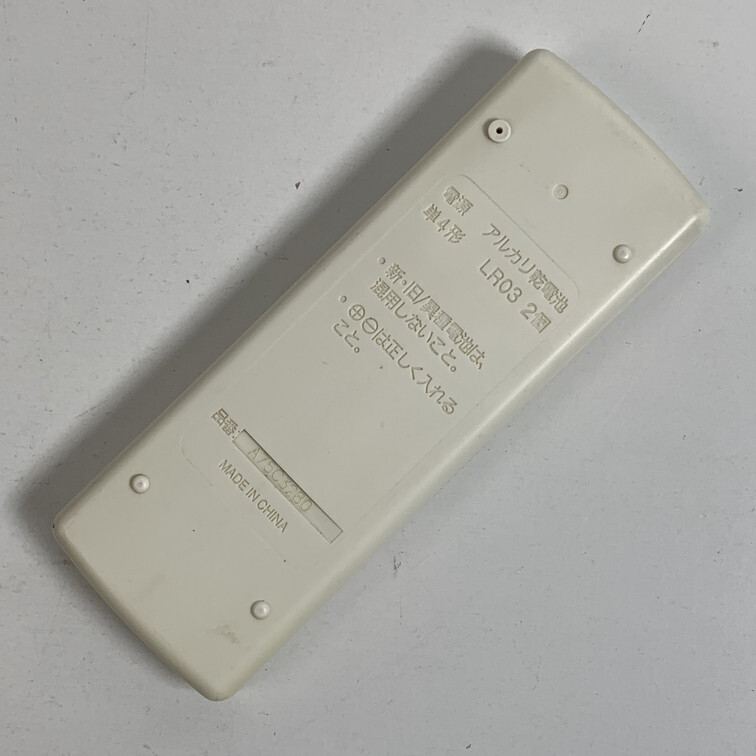 電源 アルカリ乾電池
単4形 LR03 2個
・新・旧/異種電池は、
混用しないこと。
・⊕⊖は正しく入れる
こと。
品番: A75C3280
MADE IN CHINA